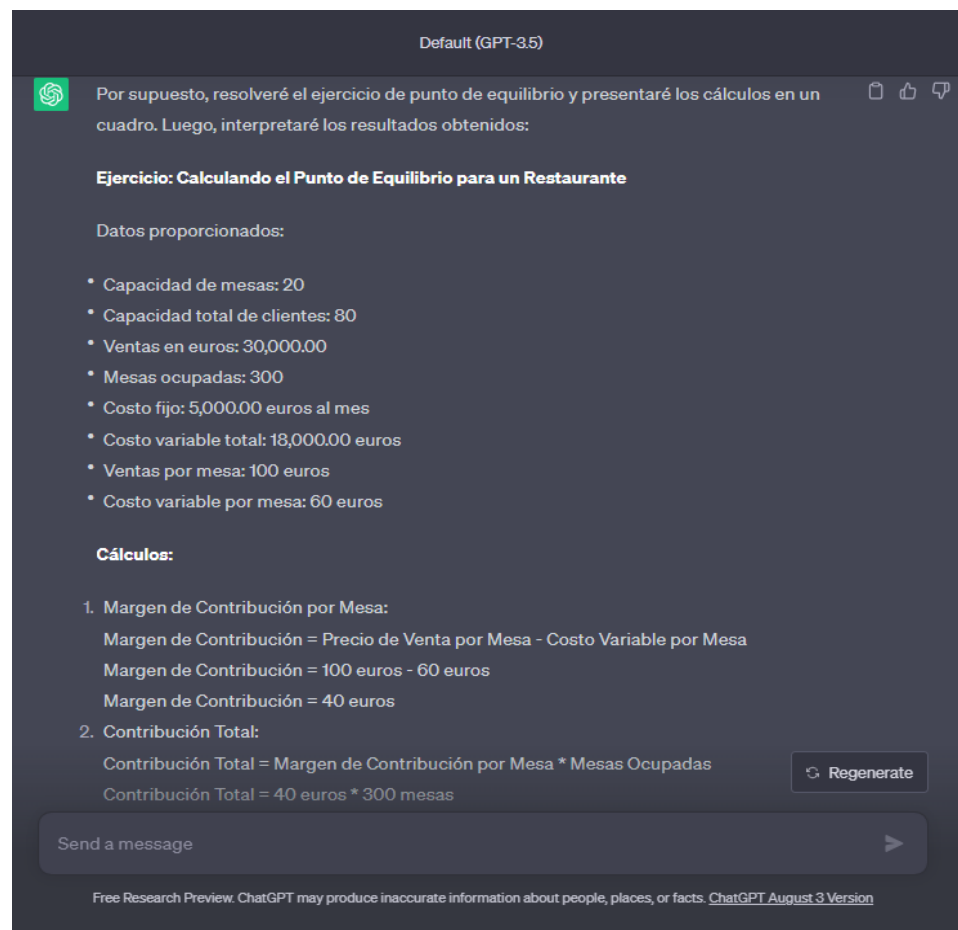 Default (GPT-3.5)
Por supuesto, resolveré el ejercicio de punto de equilibrio y presentaré los cálculos en un
cuadro. Luego, interpretaré los resultados obtenidos:
Ejercicio: Calculando el Punto de Equilibrio para un Restaurante
Datos proporcionados:
• Capacidad de mesas: 20
• Capacidad total de clientes: 80
• Ventas en euros: 30,000.00
• Mesas ocupadas: 300
• Costo fijo: 5,000.00 euros al mes
• Costo variable total: 18,000.00 euros
• Ventas por mesa: 100 euros
• Costo variable por mesa: 60 euros
Cálculos:
1. Margen de Contribución por Mesa:
Margen de Contribución = Precio de Venta por Mesa - Costo Variable por Mesa
Margen de Contribución = 100 euros - 60 euros
Margen de Contribución = 40 euros
2. Contribución Total:
Contribución Total = Margen de Contribución por Mesa * Mesas Ocupadas
Contribución Total = 40 euros * 300 mesas
Regenerate
Send a message
Free Research Preview. ChatGPT may produce inaccurate information about people, places, or facts. ChatGPT August 3 Version